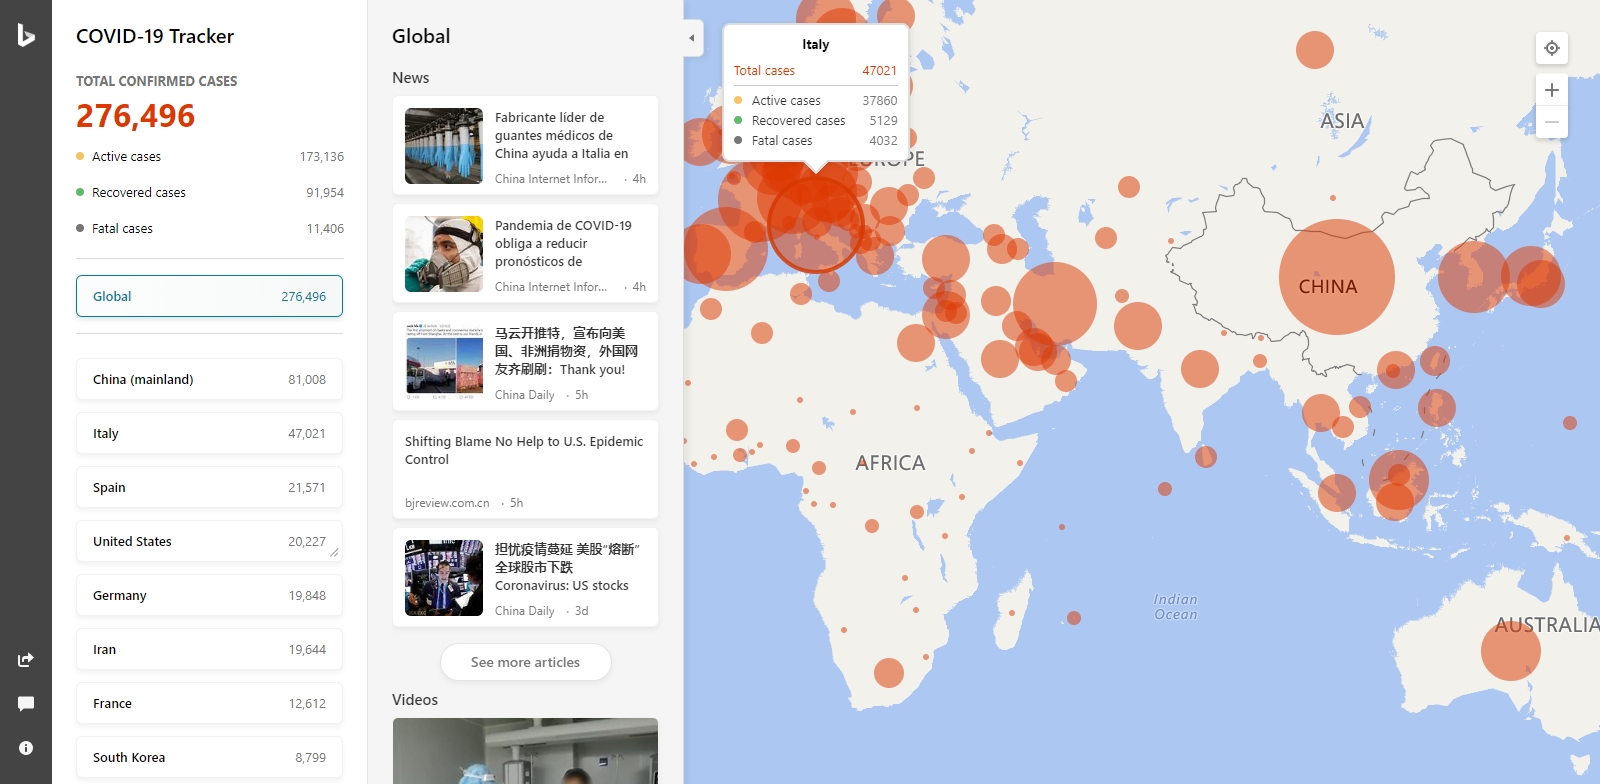 COVID-19 Tracker
TOTAL CONFIRMED CASES
276,496
Active cases 173,136
Recovered cases 91,954
Fatal cases 11,406
Global 276,496
China (mainland) 81,008
Italy 47,021
Spain 21,571
United States 20,227
Germany 19,848
Iran 19,644
France 12,612
South Korea 8,799
Global
News
Fabricante líder de
guantes médicos de
China ayuda a Italia en
China Internet Infor... · 4h
Pandemia de COVID-19
obliga a reducir
pronósticos de
China Internet Infor... · 4h
马云开推特，宣布向美
国、非洲捐物资，外国网
友齐刷刷：Thank you!
China Daily · 5h
Shifting Blame No Help to U.S. Epidemic
Control
bjreview.com.cn · 5h
担忧疫情蔓延 美股“熔断”
全球股市下跌
Coronavirus: US stocks
China Daily · 3d
See more articles
Videos
Italy
Total cases 47021
Active cases 37860
Recovered cases 5129
Fatal cases 4032
EUROPE
ASIA
CHINA
AFRICA
Indian
Ocean
AUSTRALIA